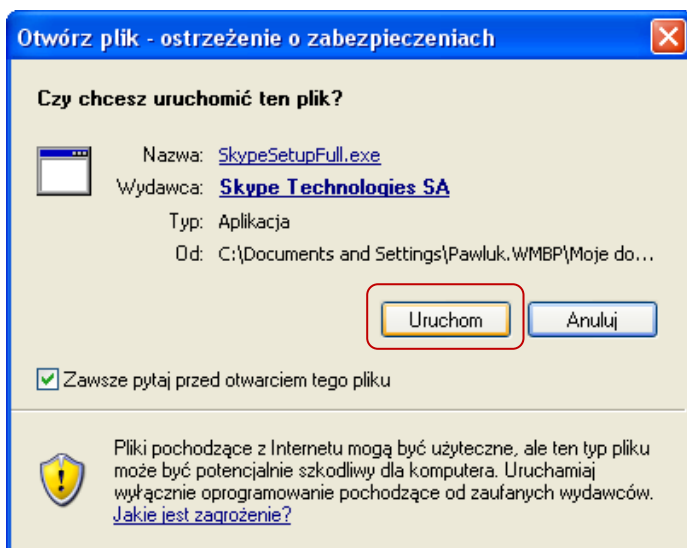 Otwórz plik - ostrzeżenie o zabezpieczeniach
Czy chcesz uruchomić ten plik?
Nazwa: SkypeSetupFull.exe
Wydawca: Skype Technologies SA
Typ: Aplikacja
Od: C:\Documents and Settings\Pawluk.WMBP\Moje do...
Uruchom Anuluj
Zawsze pytaj przed otwarciem tego pliku
Pliki pochodzące z Internetu mogą być użyteczne, ale ten typ pliku
może być potencjalnie szkodliwy dla komputera. Uruchamiaj
wyłącznie oprogramowanie pochodzące od zaufanych wydawców.
Jakie jest zagrożenie?